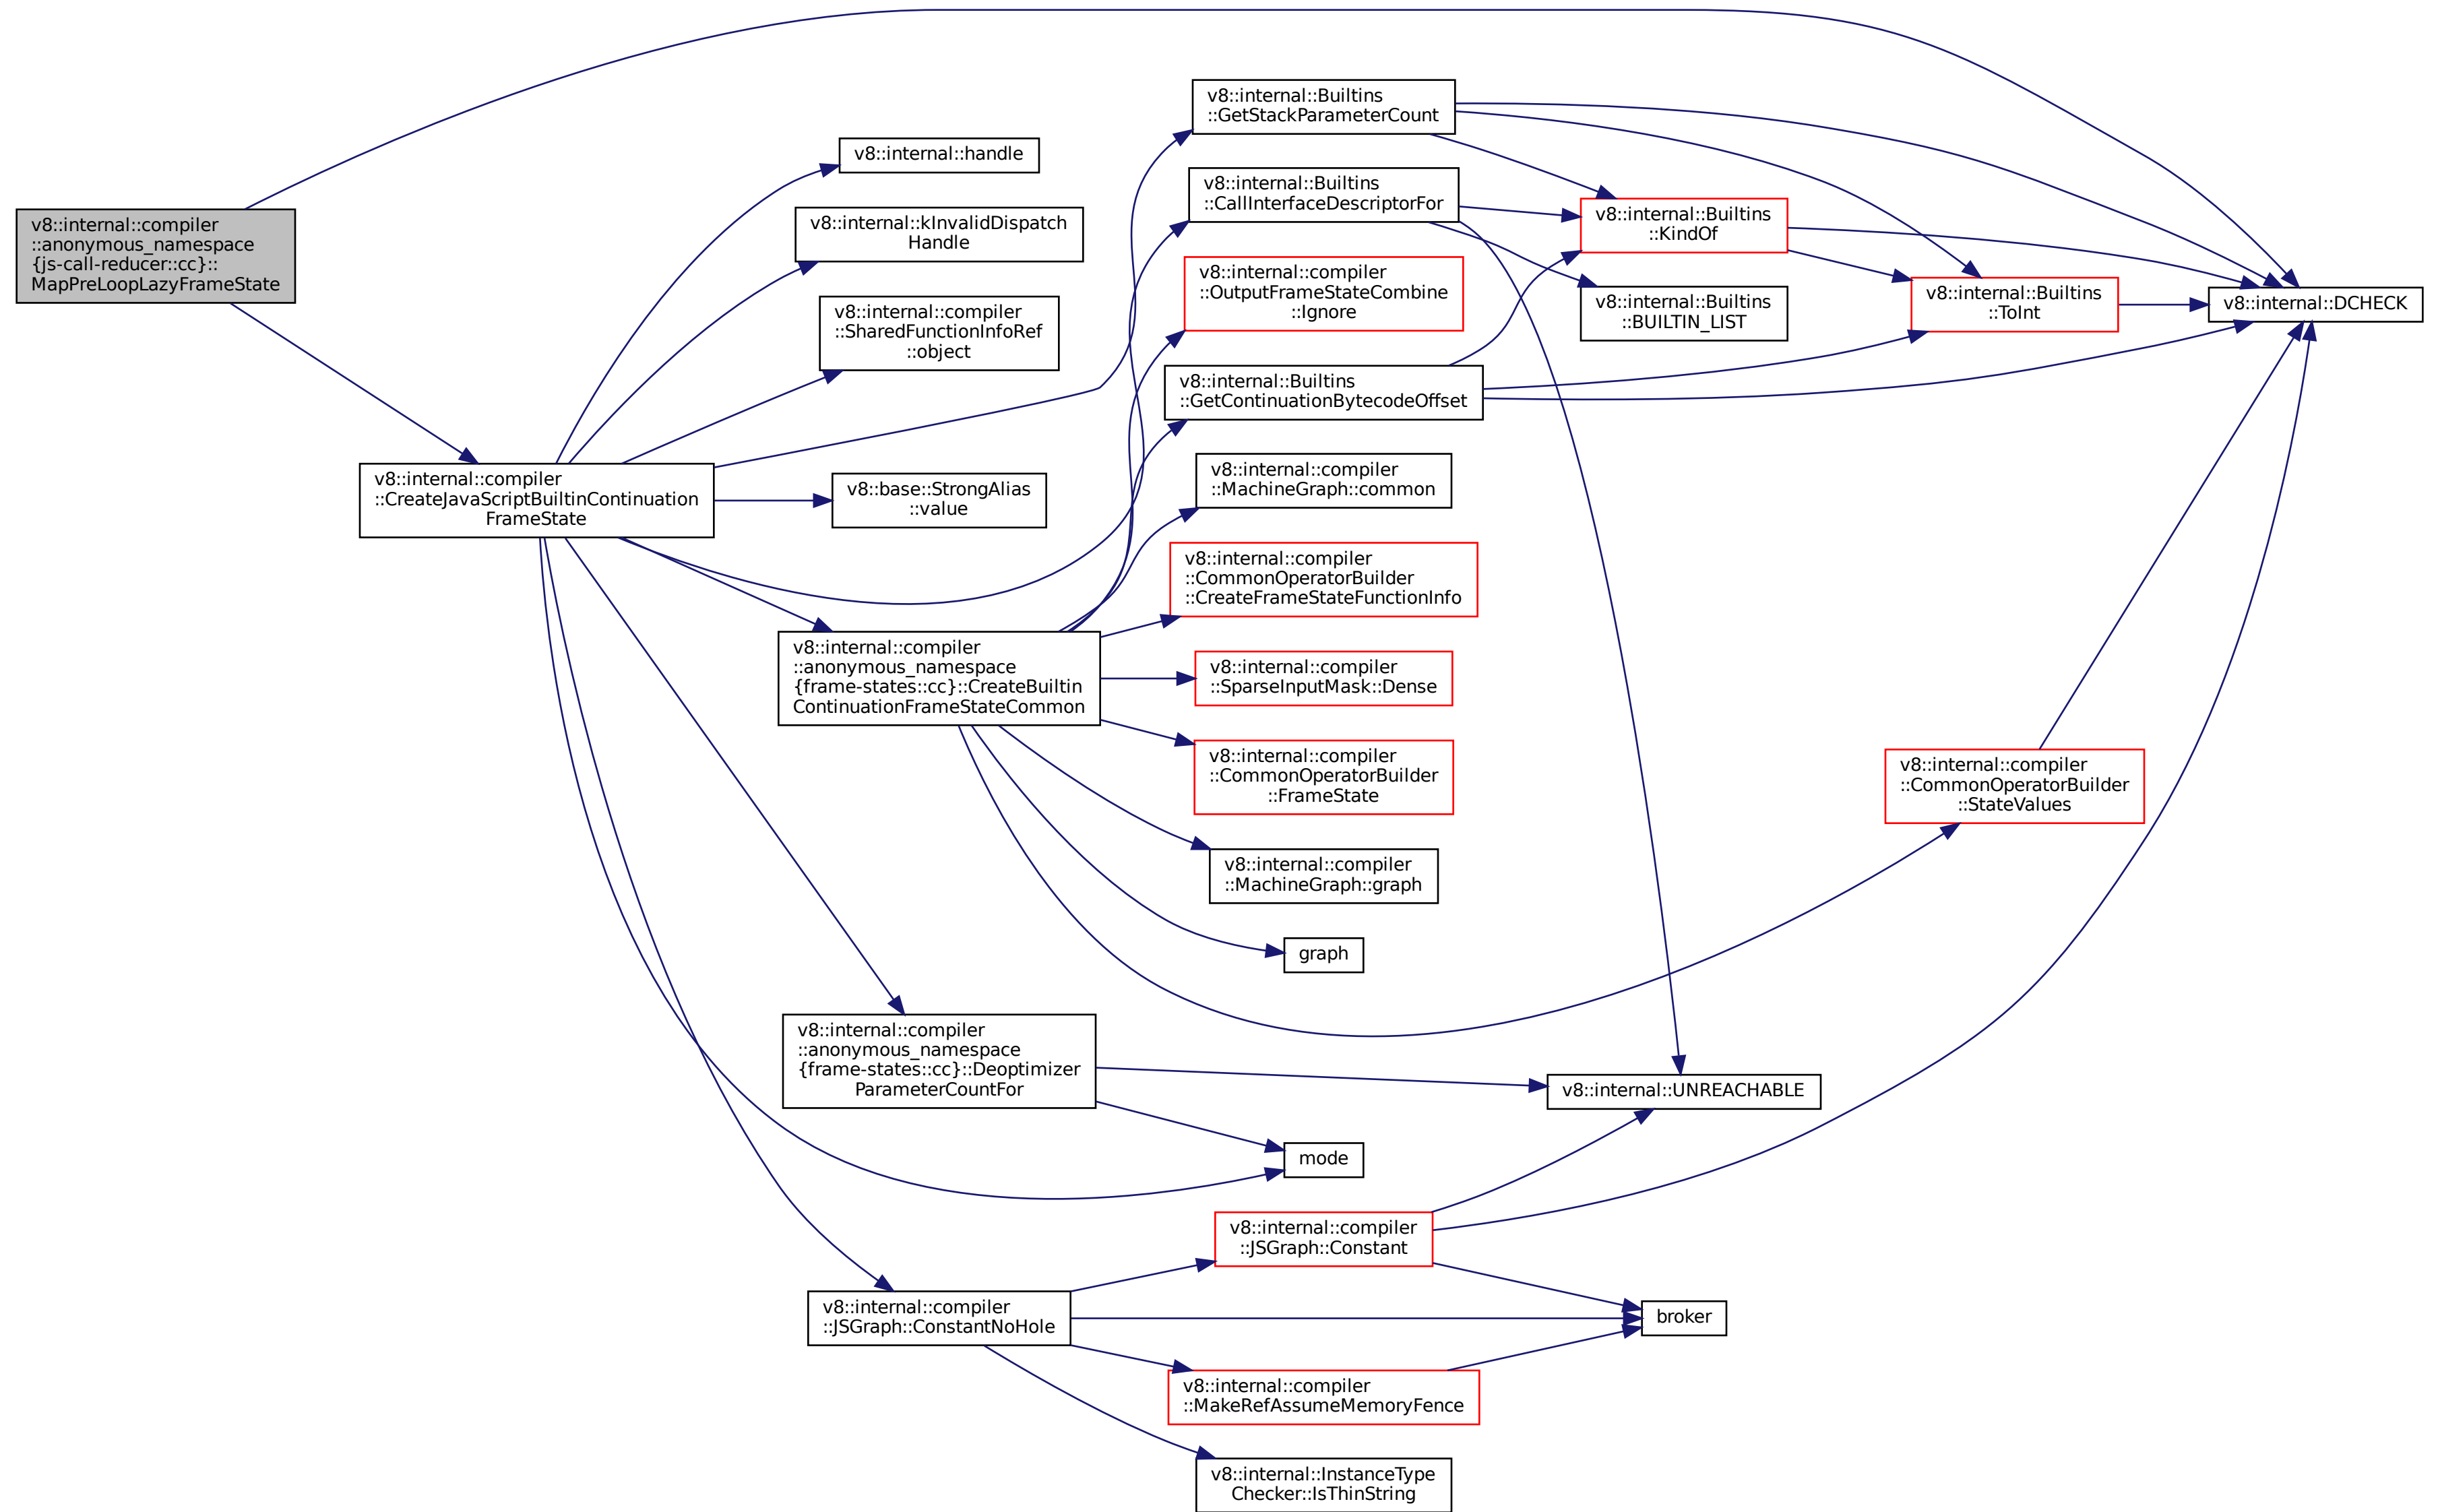 v8::internal::compiler
::anonymous_namespace
{js-call-reducer::cc}::
MapPreLoopLazyFrameState
v8::internal::compiler
::CreateJavaScriptBuiltinContinuation
FrameState
v8::internal::handle
v8::internal::kInvalidDispatch
Handle
v8::internal::compiler
::SharedFunctionInfoRef
::object
v8::base::StrongAlias
::value
v8::internal::compiler
::anonymous_namespace
{frame-states::cc}::CreateBuiltin
ContinuationFrameStateCommon
v8::internal::compiler
::anonymous_namespace
{frame-states::cc}::Deoptimizer
ParameterCountFor
v8::internal::compiler
::JSGraph::ConstantNoHole
v8::internal::Builtins
::GetStackParameterCount
v8::internal::Builtins
::CallInterfaceDescriptorFor
v8::internal::compiler
::OutputFrameStateCombine
::Ignore
v8::internal::Builtins
::GetContinuationBytecodeOffset
v8::internal::compiler
::MachineGraph::common
v8::internal::compiler
::CommonOperatorBuilder
::CreateFrameStateFunctionInfo
v8::internal::compiler
::SparseInputMask::Dense
v8::internal::compiler
::CommonOperatorBuilder
::FrameState
v8::internal::compiler
::MachineGraph::graph
graph
mode
v8::internal::compiler
::JSGraph::Constant
v8::internal::compiler
::MakeRefAssumeMemoryFence
v8::internal::InstanceType
Checker::IsThinString
v8::internal::Builtins
::KindOf
v8::internal::Builtins
::BUILTIN_LIST
v8::internal::UNREACHABLE
broker
v8::internal::Builtins
::ToInt
v8::internal::compiler
::CommonOperatorBuilder
::StateValues
v8::internal::DCHECK